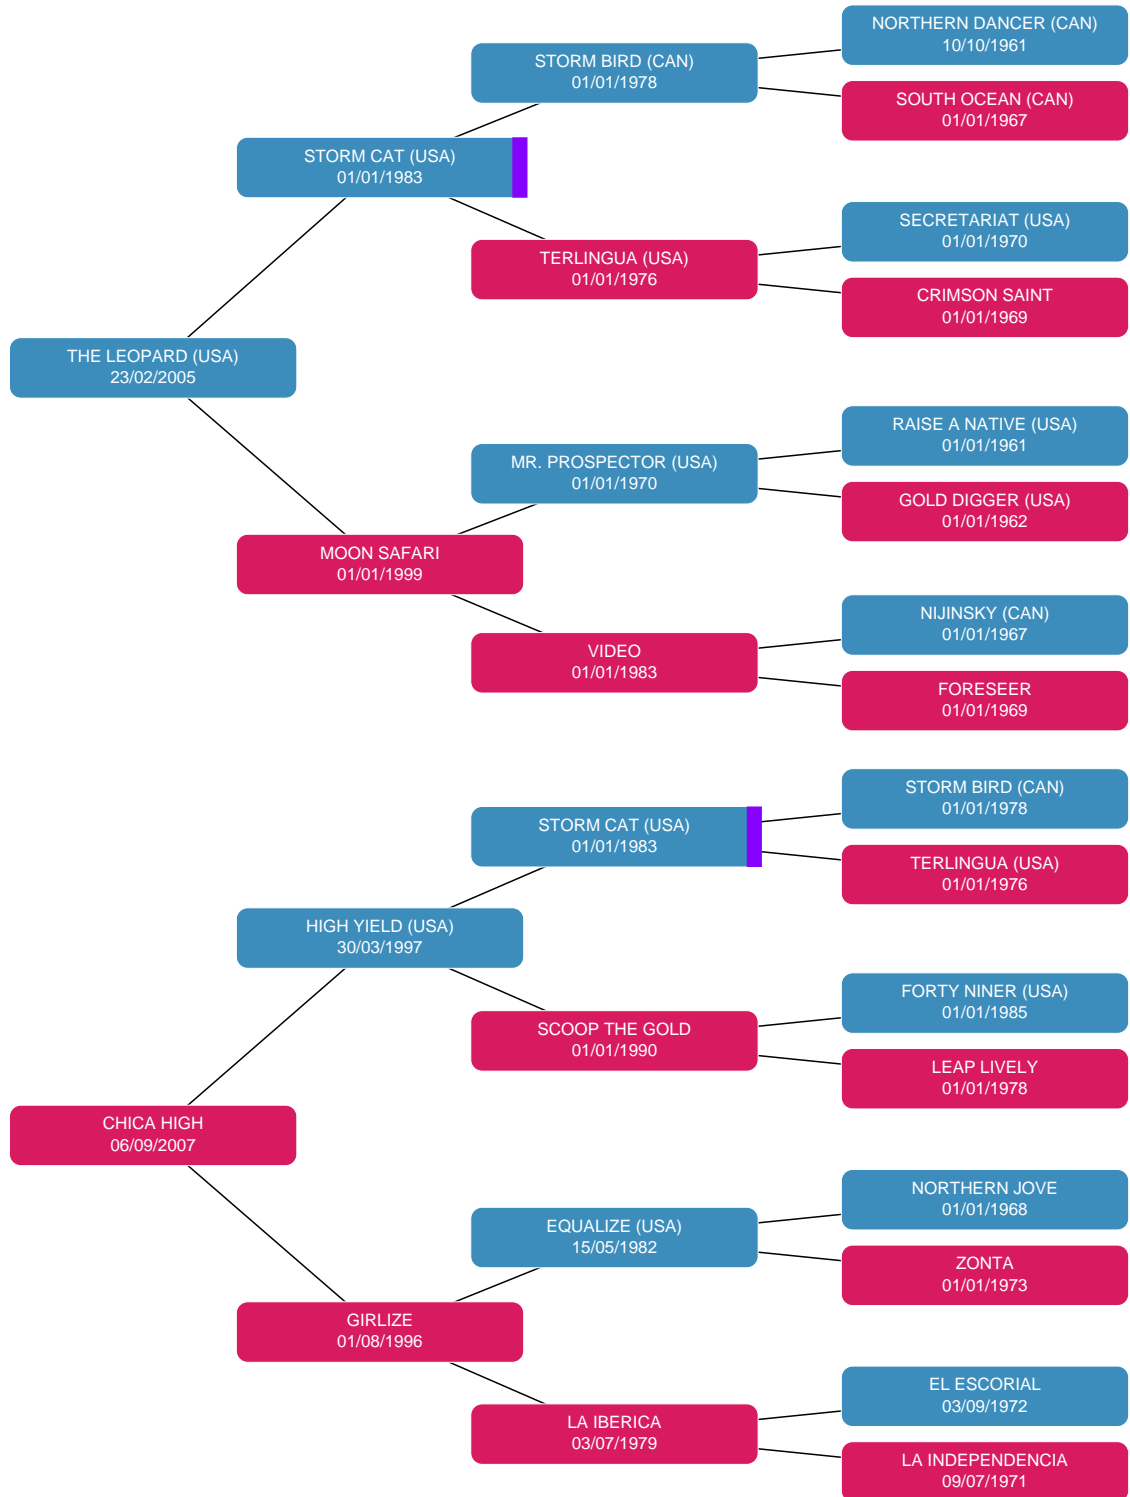 NORTHERN DANCER (CAN)
10/10/1961
STORM BIRD (CAN)
01/01/1978
SOUTH OCEAN (CAN)
01/01/1967
STORM CAT (USA)
01/01/1983
SECRETARIAT (USA)
01/01/1970
TERLINGUA (USA)
01/01/1976
CRIMSON SAINT
01/01/1969
THE LEOPARD (USA)
23/02/2005
RAISE A NATIVE (USA)
01/01/1961
MR. PROSPECTOR (USA)
01/01/1970
GOLD DIGGER (USA)
01/01/1962
MOON SAFARI
01/01/1999
NIJINSKY (CAN)
01/01/1967
VIDEO
01/01/1983
FORESEER
01/01/1969
STORM BIRD (CAN)
01/01/1978
STORM CAT (USA)
01/01/1983
TERLINGUA (USA)
01/01/1976
HIGH YIELD (USA)
30/03/1997
FORTY NINER (USA)
01/01/1985
SCOOP THE GOLD
01/01/1990
LEAP LIVELY
01/01/1978
CHICA HIGH
06/09/2007
NORTHERN JOVE
01/01/1968
EQUALIZE (USA)
15/05/1982
ZONTA
01/01/1973
GIRLIZE
01/08/1996
EL ESCORIAL
03/09/1972
LA IBERICA
03/07/1979
LA INDEPENDENCIA
09/07/1971